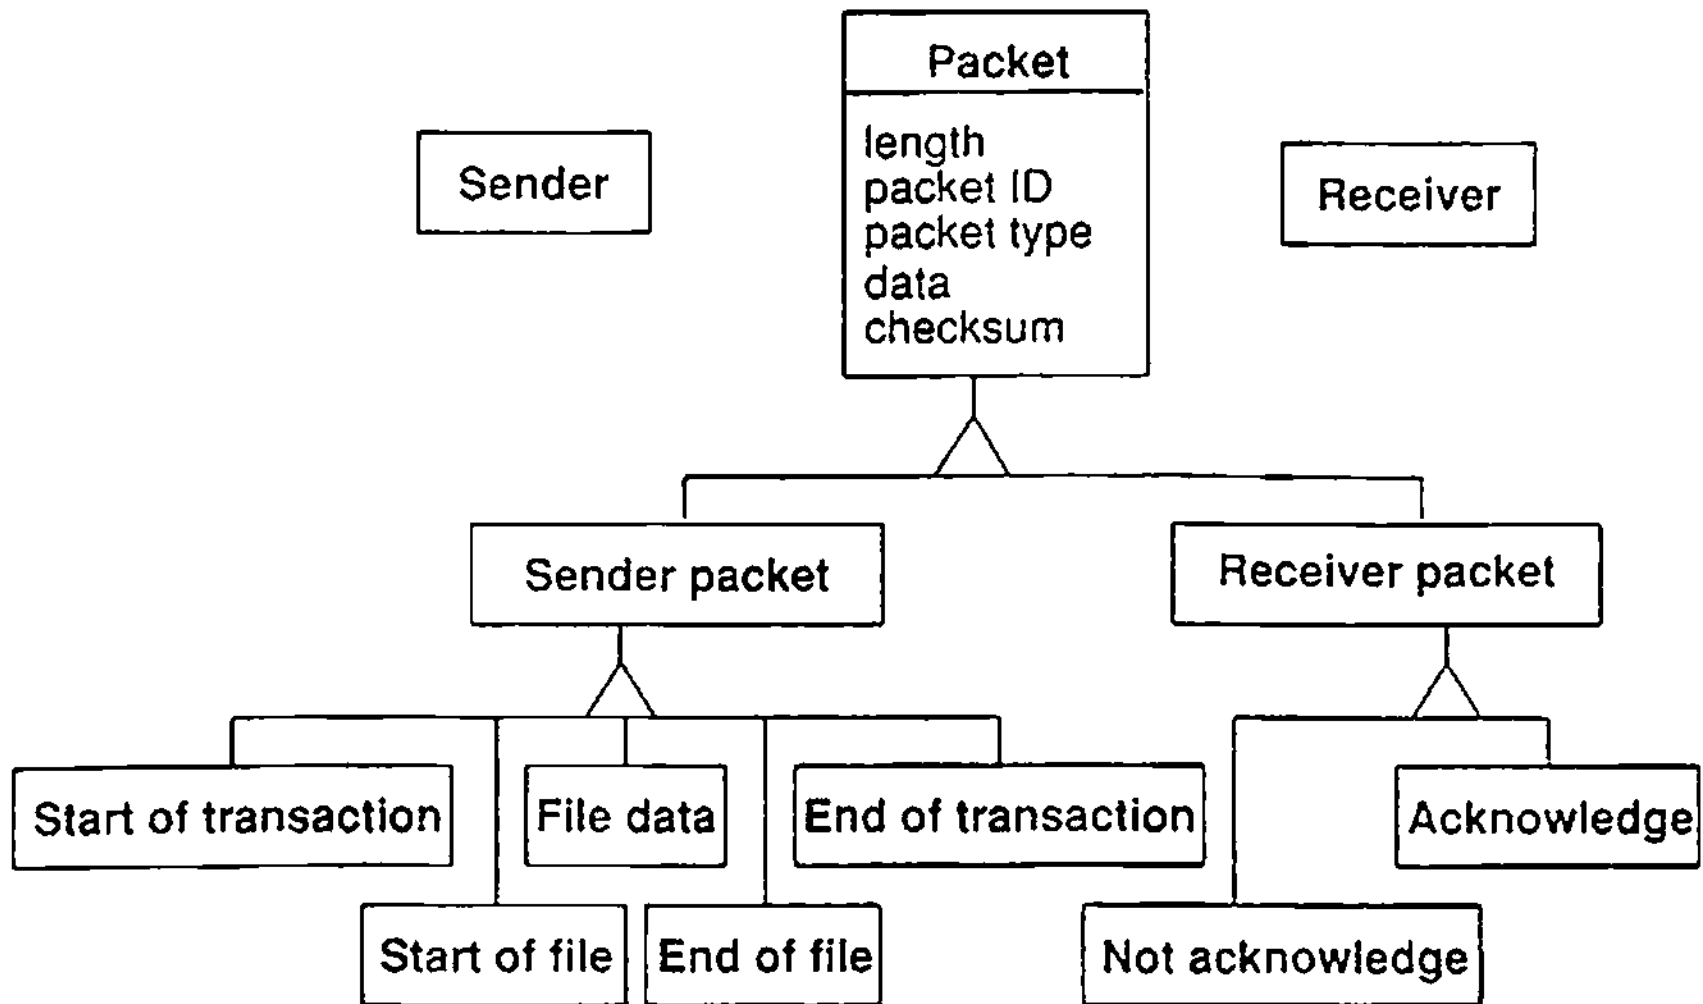 Packet
length
packet ID
packet type
data
checksum
Sender
Receiver
Sender packet
Receiver packet
Start of transaction
File data
End of transaction
Acknowledge
Start of file
End of file
Not acknowledge